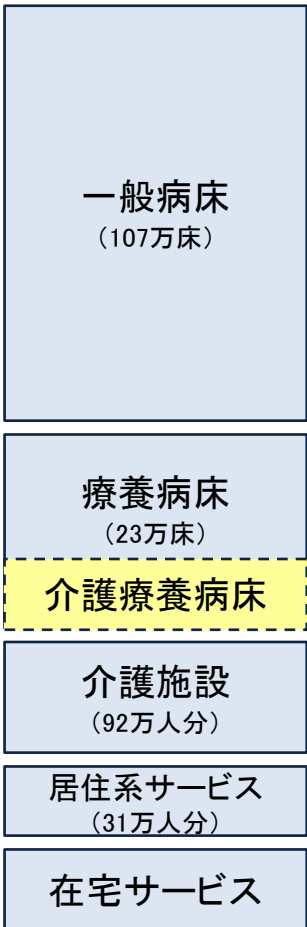 一般病床
（107万床）
療養病床
（23万床）
介護療養病床
介護施設
（92万人分）
居住系サービス
（31万人分）
在宅サービス